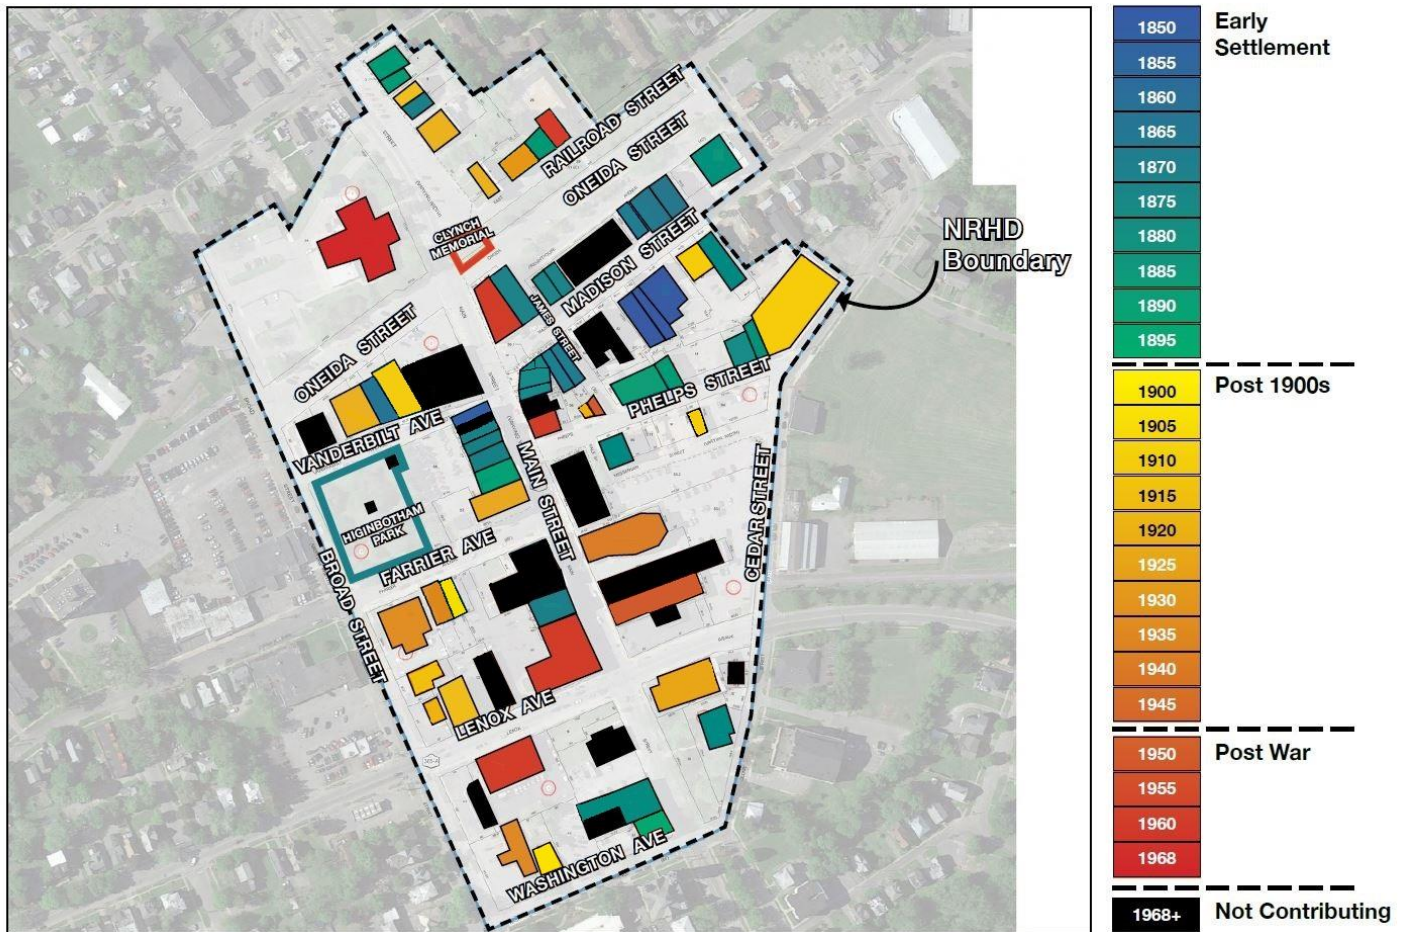 RAILROAD STREET
ONEIDA STREET
CLYNCH
MEMORIAL
MADISON STREET
JAMES STREET
NRHD
Boundary
ONEIDA STREET
PHELPS STREET
VANDERBILT AVE
MAIN STREET
HIGINBOTHAM
PARK
FARRIER AVE
BROAD STREET
CEDAR STREET
LENOX AVE
WASHINGTON AVE
1850
Early
Settlement
1855
1860
1865
1870
1875
1880
1885
1890
1895
1900
Post 1900s
1905
1910
1915
1920
1925
1930
1935
1940
1945
1950
Post War
1955
1960
1968
1968+
Not Contributing